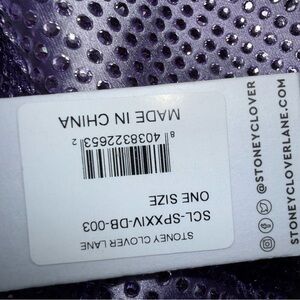 STONEY CLOVER LANE
SCL-SPXXIV-DB-003
ONE SIZE
8 40383 22653 2
MADE IN CHINA
@STONEYCLOVER
STONEYCLOVERLANE.COM